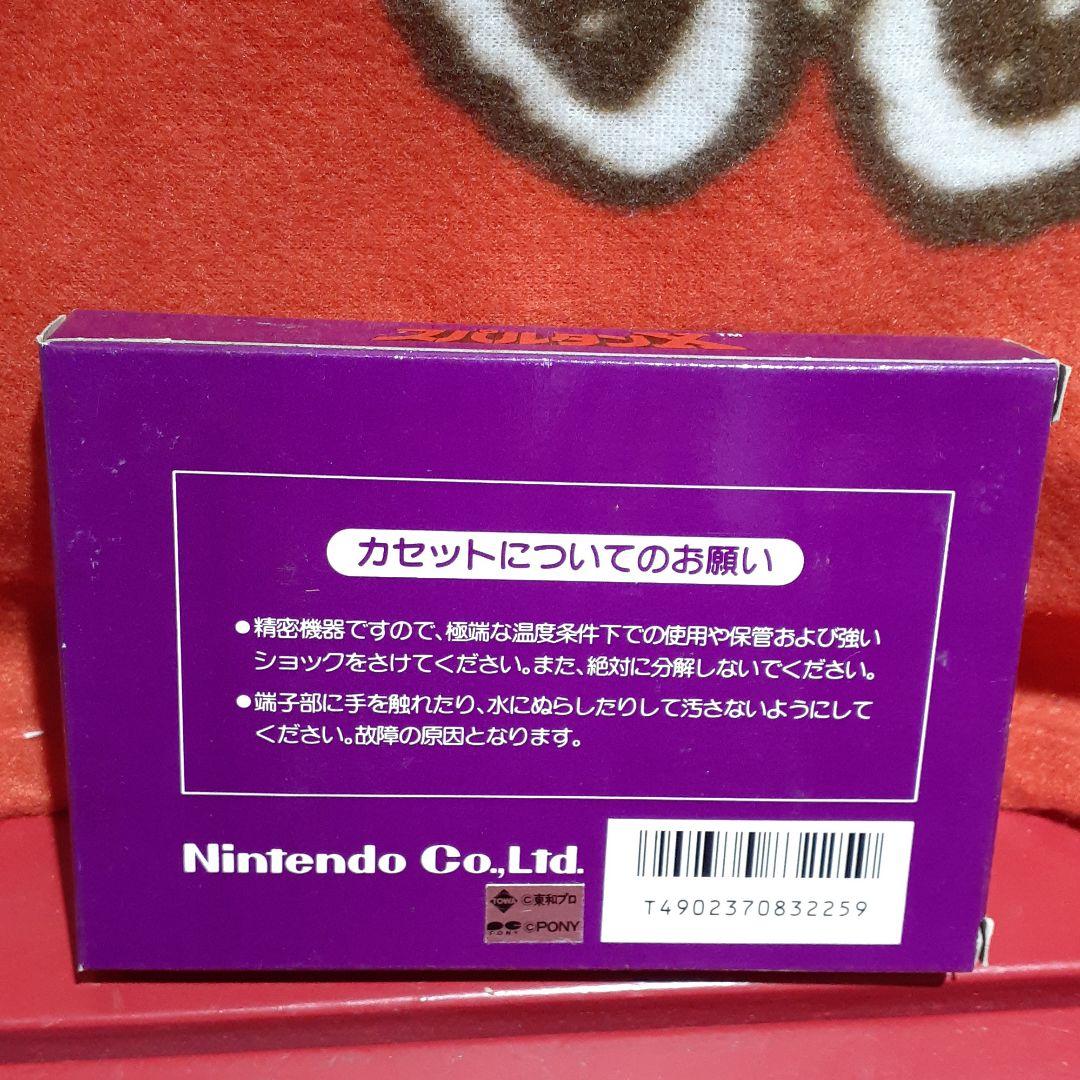 カセットについてのお願い
●精密機器ですので、極端な温度条件下での使用や保管および強い
ショックをさけてください。また、絶対に分解しないでください。
●端子部に手を触れたり、水にぬらしたりして汚さないようにして
ください。故障の原因となります。
Nintendo Co.,Ltd.
TOWA ©東和プロ
PONY ©PONY
T4902370832259